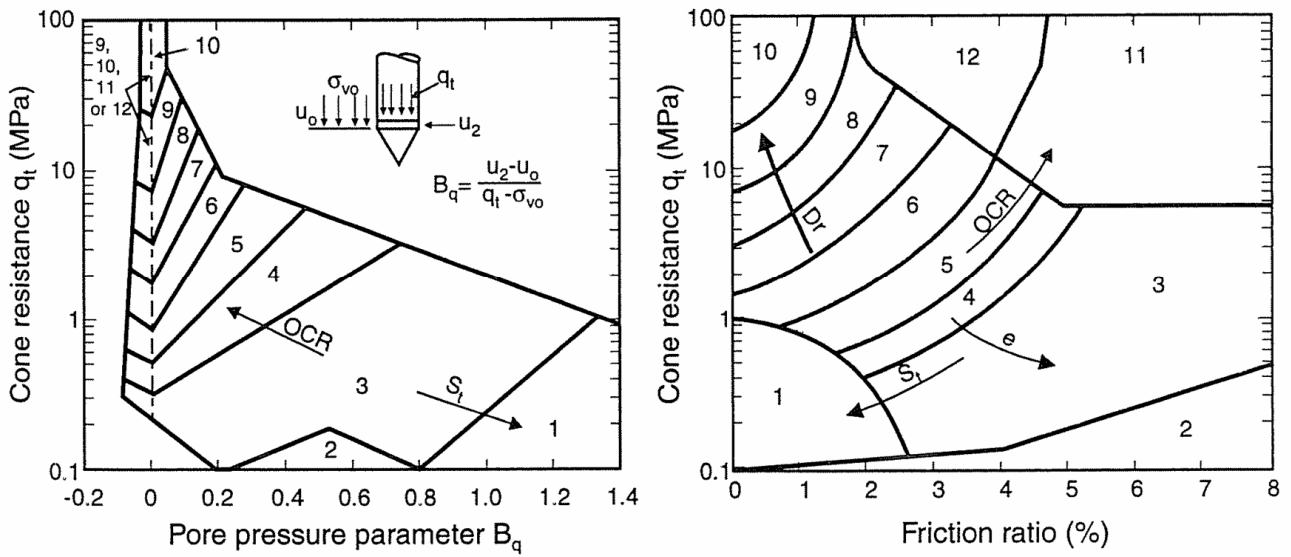 Cone resistance qt (MPa)
100
10
1
0.1
-0.2 0 0.2 0.4 0.6 0.8 1.0 1.2 1.4
Pore pressure parameter Bq
9,
10,
11
or 12
10
9
8
7
6
5
4
3
2
1
OCR
St
σvo
qt
uo
u2
Bq= u2-uo
qt -σvo
Cone resistance qt (MPa)
100
10
1
0.1
0 1 2 3 4 5 6 7 8
Friction ratio (%)
10
12
11
9
8
7
6
5
4
3
1
2
Dr
OCR
e
St